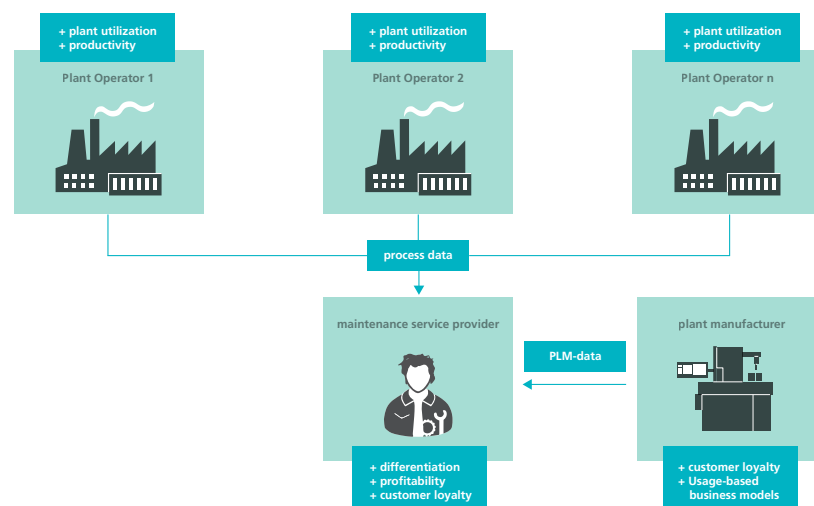 + plant utilization
+ productivity
+ plant utilization
+ productivity
+ plant utilization
+ productivity
Plant Operator 1
Plant Operator 2
Plant Operator n
process data
maintenance service provider
plant manufacturer
PLM-data
+ differentiation
+ profitability
+ customer loyalty
+ customer loyalty
+ Usage-based
business models